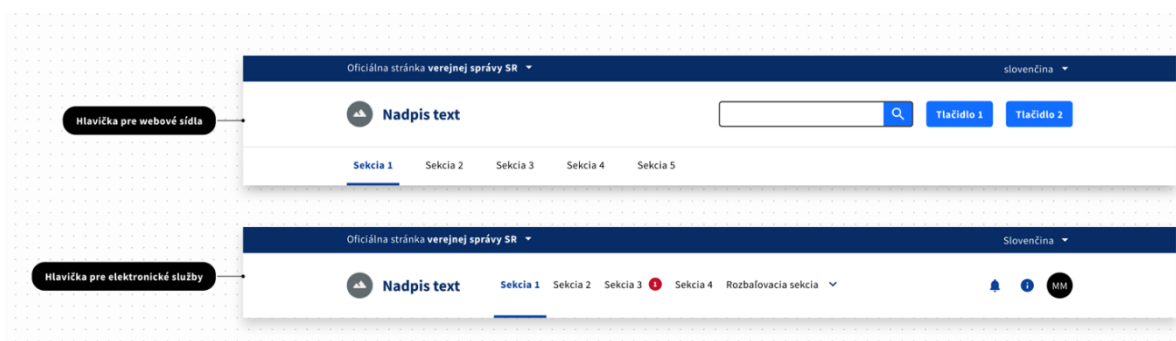 Oficiálna stránka verejnej správy SR
slovenčina
Hlavička pre webové sídla
Nadpis text
Tlačidlo 1
Tlačidlo 2
Sekcia 1 Sekcia 2 Sekcia 3 Sekcia 4 Sekcia 5
Oficiálna stránka verejnej správy SR
Slovenčina
Hlavička pre elektronické služby
Nadpis text
Sekcia 1 Sekcia 2 Sekcia 3 1 Sekcia 4 Rozbaľovacia sekcia
MM